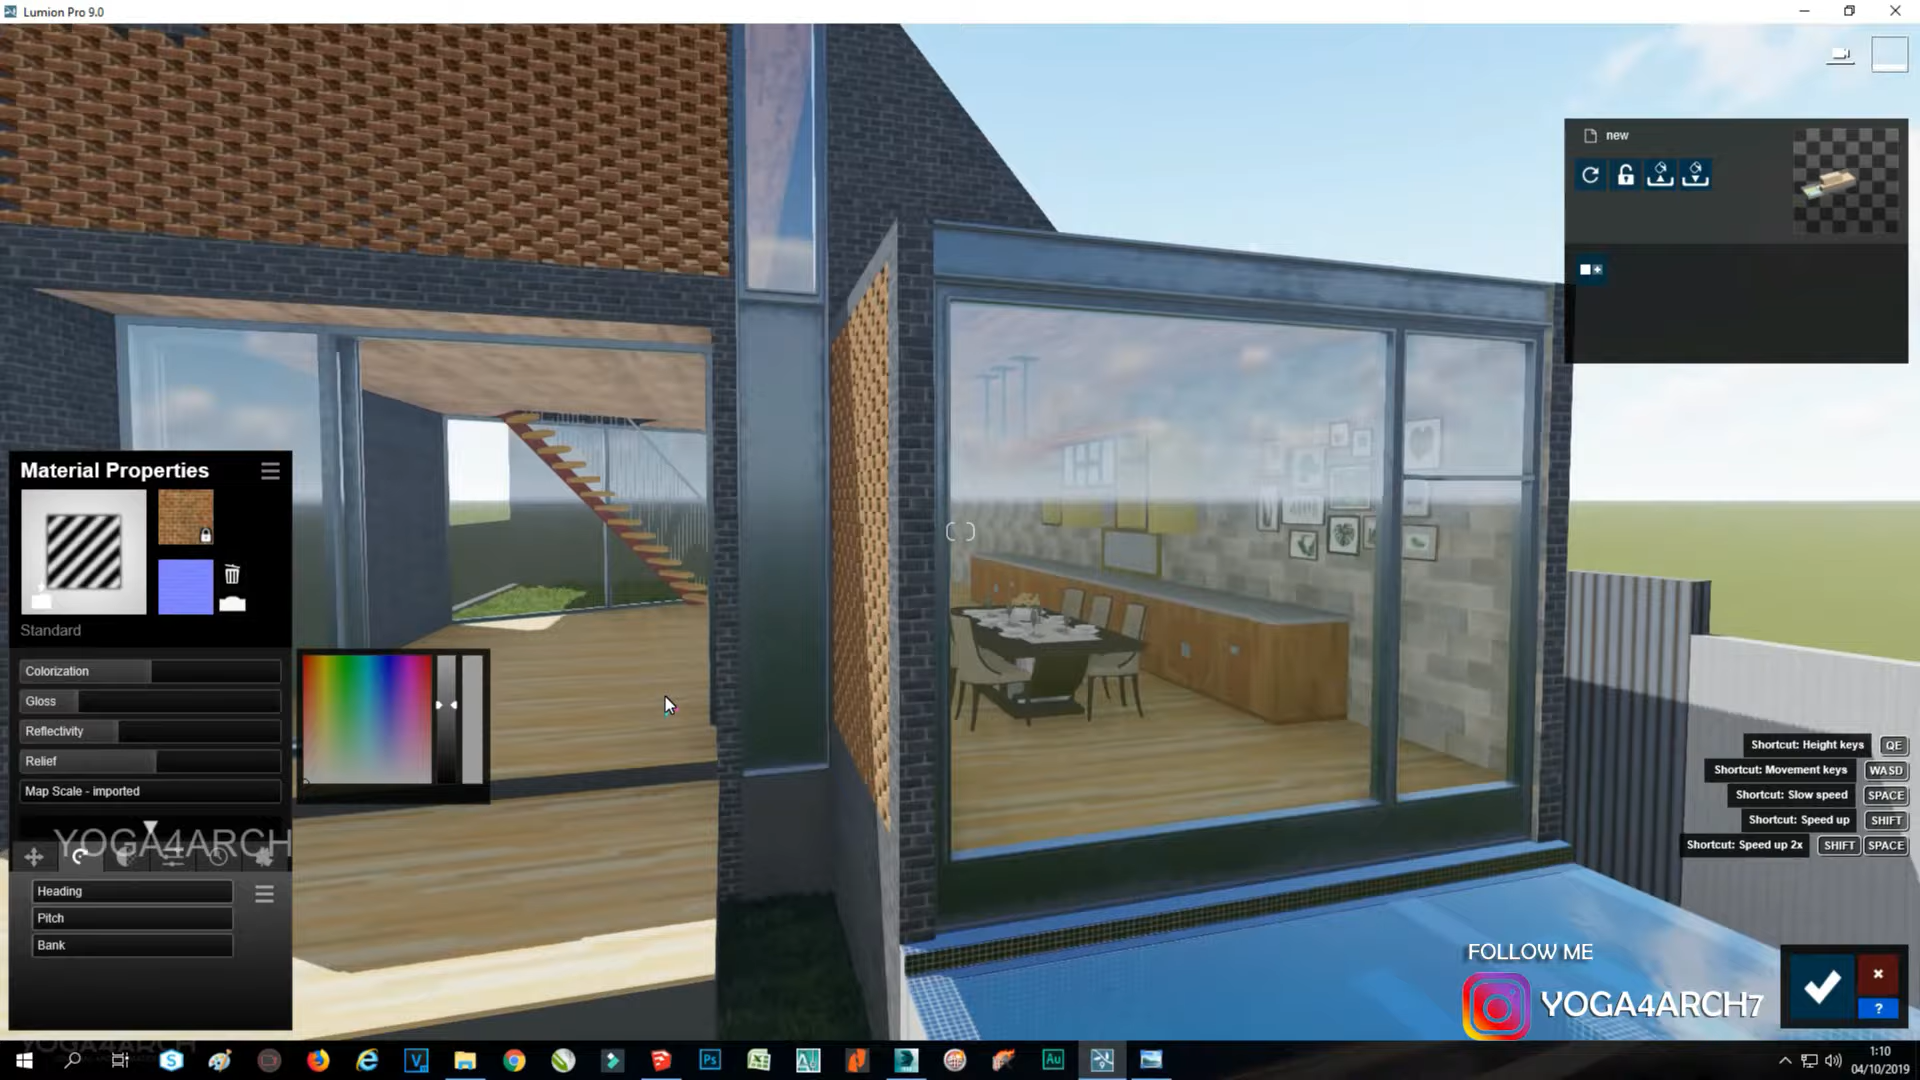 Lumion Pro 9.0
new
Material Properties
Standard
Colorization
Gloss
Reflectivity
Relief
Map Scale - imported
YOGA4ARCH
Heading
Pitch
Bank
Shortcut: Height keys QE
Shortcut: Movement keys WASD
Shortcut: Slow speed SPACE
Shortcut: Speed up SHIFT
Shortcut: Speed up 2x SHIFT SPACE
FOLLOW ME
YOGA4ARCH7
?
Ps
Au
1:10
04/10/2019